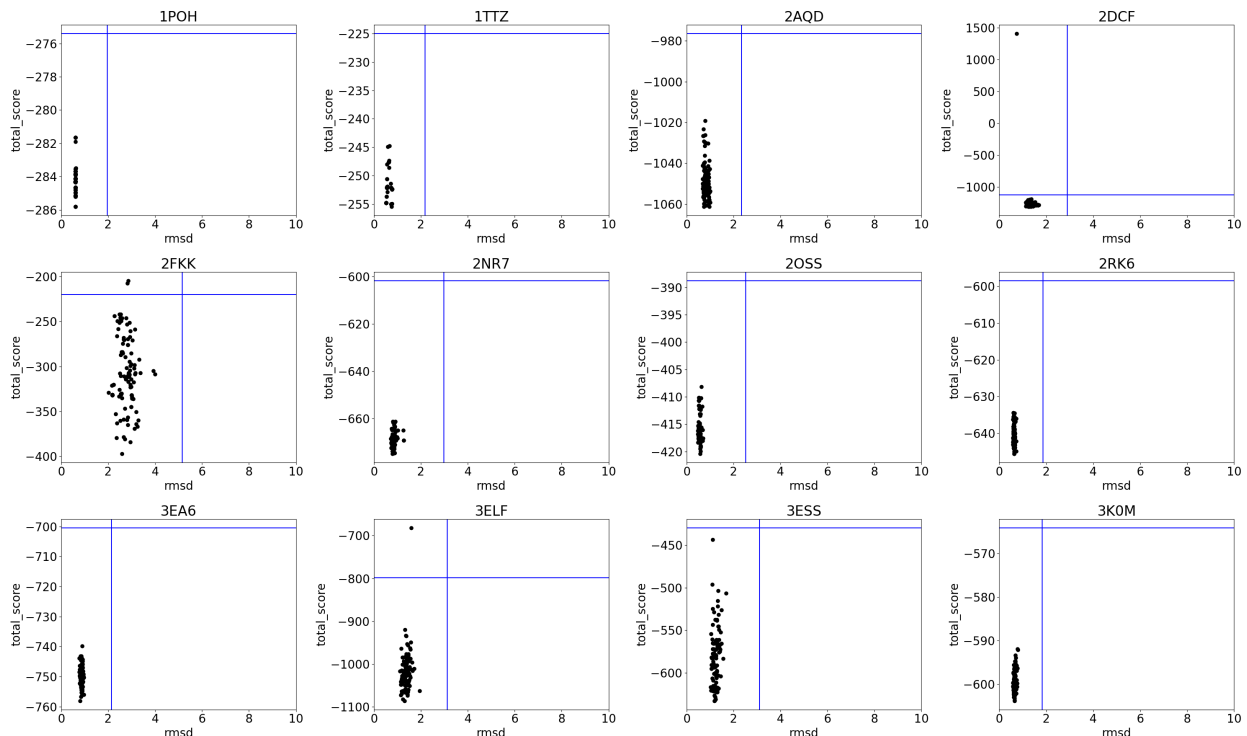 1POH
total_score
−276
−278
−280
−282
−284
−286
0 2 4 6 8 10
rmsd
1TTZ
total_score
−225
−230
−235
−240
−245
−250
−255
0 2 4 6 8 10
rmsd
2AQD
total_score
−980
−1000
−1020
−1040
−1060
0 2 4 6 8 10
rmsd
2DCF
total_score
1500
1000
500
0
−500
−1000
0 2 4 6 8 10
rmsd
2FKK
total_score
−200
−250
−300
−350
−400
0 2 4 6 8 10
rmsd
2NR7
total_score
−600
−620
−640
−660
0 2 4 6 8 10
rmsd
2OSS
total_score
−390
−395
−400
−405
−410
−415
−420
0 2 4 6 8 10
rmsd
2RK6
total_score
−600
−610
−620
−630
−640
0 2 4 6 8 10
rmsd
3EA6
total_score
−700
−710
−720
−730
−740
−750
−760
0 2 4 6 8 10
rmsd
3ELF
total_score
−700
−800
−900
−1000
−1100
0 2 4 6 8 10
rmsd
3ESS
total_score
−450
−500
−550
−600
0 2 4 6 8 10
rmsd
3K0M
total_score
−570
−580
−590
−600
0 2 4 6 8 10
rmsd